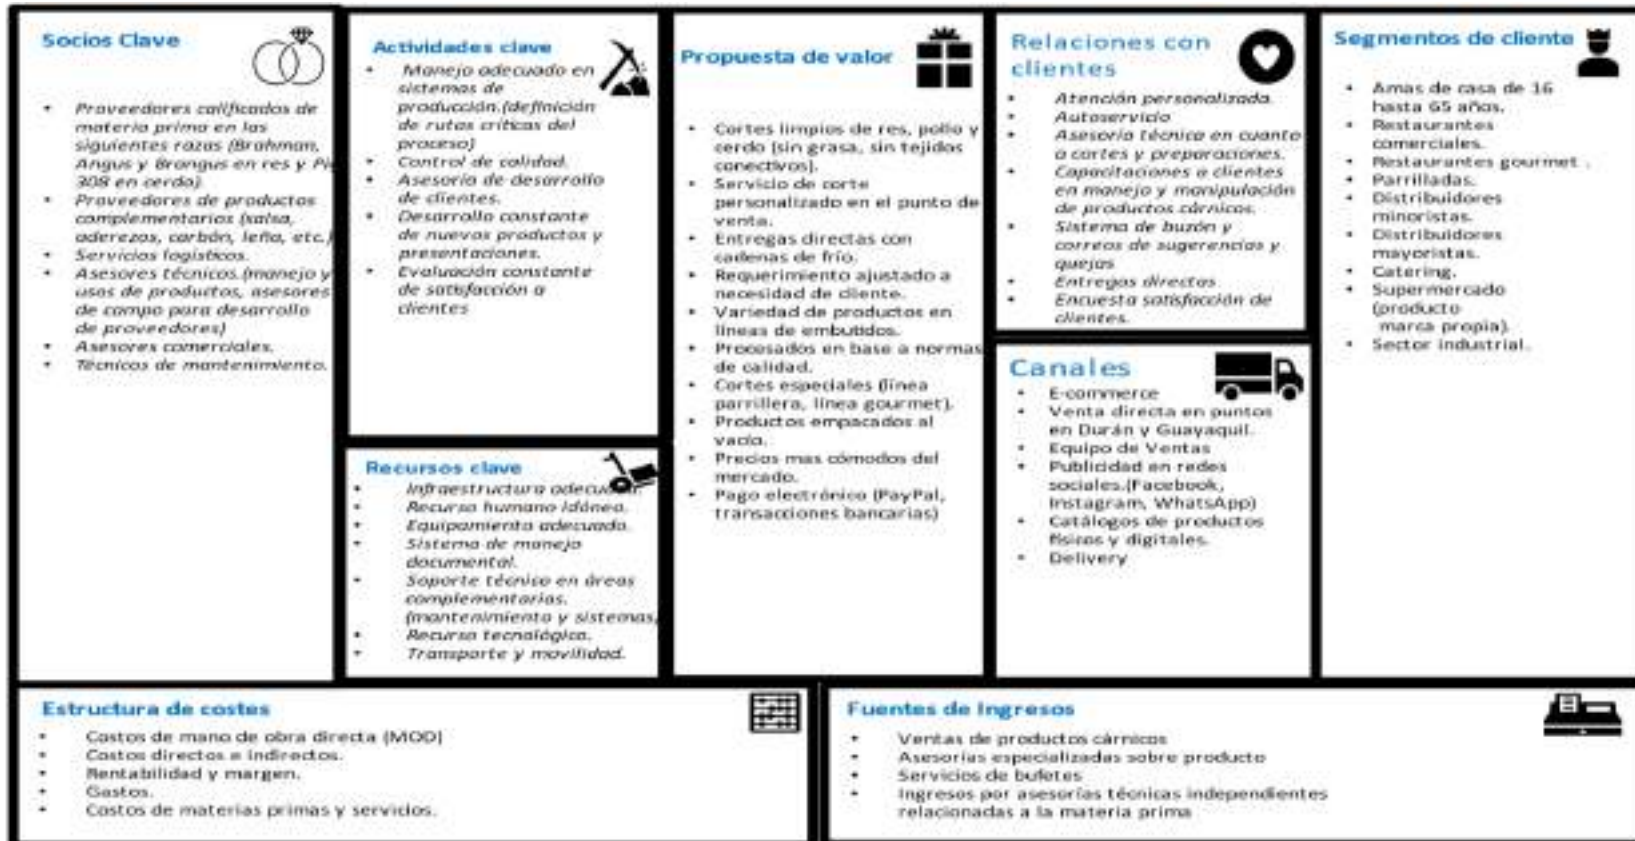 Socios Clave
• Proveedores calificados de
materia prima en las
siguientes razas (Brahman,
Angus y Brangus en res y Pic
308 en cerdo).
• Proveedores de productos
complementarios (salsa,
aderezos, carbón, leña, etc.)
• Servicios logísticos.
• Asesores técnicos.(manejo y
usos de productos, asesores
de campo para desarrollo
de proveedores)
• Asesores comerciales.
• Técnicos de mantenimiento.
Actividades clave
• Manejo adecuado en
sistemas de
producción.(definición
de rutas críticas del
proceso)
• Control de calidad.
• Asesoría de desarrollo
de clientes.
• Desarrollo constante
de nuevos productos y
presentaciones.
• Evaluación constante
de satisfacción a
clientes
Recursos clave
• Infraestructura adecuada.
• Recurso humano idóneo.
• Equipamiento adecuado.
• Sistema de manejo
documental.
• Soporte técnico en áreas
complementarias.
(mantenimiento y sistemas)
• Recurso tecnológico.
• Transporte y movilidad.
Propuesta de valor
• Cortes limpios de res, pollo y
cerdo (sin grasa, sin tejidos
conectivos).
• Servicio de corte
personalizado en el punto de
venta.
• Entregas directas con
cadenas de frío.
• Requerimiento ajustado a
necesidad de cliente.
• Variedad de productos en
líneas de embutidos.
• Procesados en base a normas
de calidad.
• Cortes especiales (línea
parrillera, línea gourmet).
• Productos empacados al
vacío.
• Precios mas cómodos del
mercado.
• Pago electrónico (PayPal,
transacciones bancarias)
Relaciones con
clientes
• Atención personalizada.
• Autoservicio
• Asesoría técnica en cuanto
a cortes y preparaciones.
• Capacitaciones a clientes
en manejo y manipulación
de productos cárnicos.
• Sistema de buzón y
correos de sugerencias y
quejas
• Entregas directas
• Encuesta satisfacción de
clientes.
Canales
• E-commerce
• Venta directa en puntos
en Durán y Guayaquil.
• Equipo de Ventas
• Publicidad en redes
sociales.(Facebook,
Instagram, WhatsApp)
• Catálogos de productos
físicos y digitales.
• Delivery
Segmentos de cliente
• Amas de casa de 16
hasta 65 años.
• Restaurantes
comerciales.
• Restaurantes gourmet .
• Parrilladas.
• Distribuidores
minoristas.
• Distribuidores
mayoristas.
• Catering.
• Supermercado
(producto
marca propia).
• Sector industrial.
Estructura de costes
• Costos de mano de obra directa (MOD)
• Costos directos e indirectos.
• Rentabilidad y margen.
• Gastos.
• Costos de materias primas y servicios.
Fuentes de Ingresos
• Ventas de productos cárnicos
• Asesorías especializadas sobre producto
• Servicios de bufetes
• Ingresos por asesorías técnicas independientes
relacionadas a la materia prima